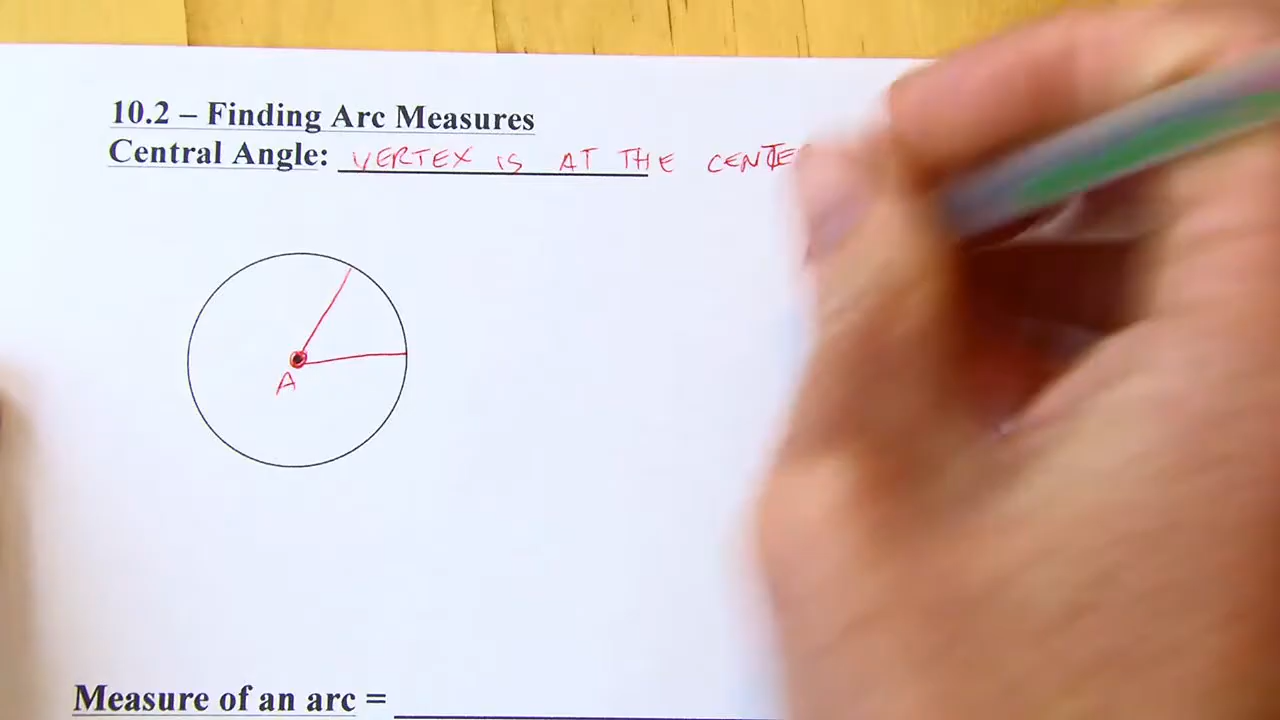 10.2 – Finding Arc Measures
Central Angle: VERTEX IS AT THE
A
Measure of an arc =